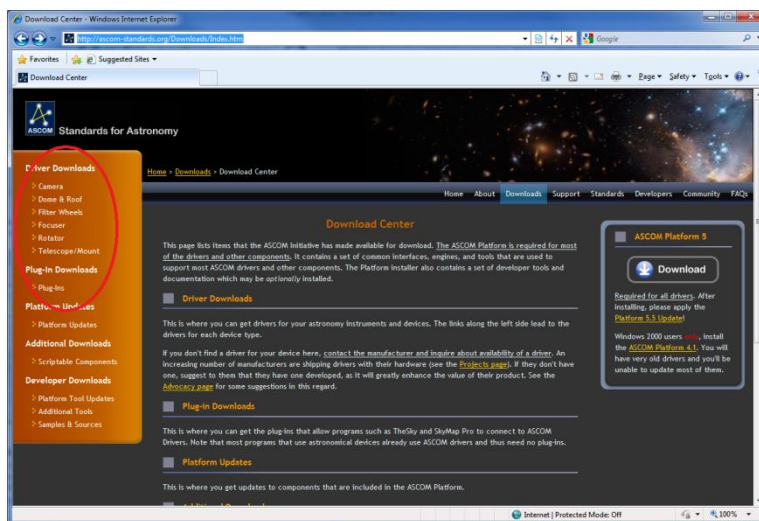 Download Center - Windows Internet Explorer
http://ascom-standards.org/Downloads/Index.htm
Google
Favorites
Suggested Sites
Download Center
Page
Safety
Tools
ASCOM
Standards for Astronomy
Home » Downloads » Download Center
Home About Downloads Support Standards Developers Community FAQs
Driver Downloads
Camera
Dome & Roof
Filter Wheels
Focuser
Rotator
Telescope/Mount
Plug-In Downloads
Plug-Ins
Platform Updates
Platform Updates
Additional Downloads
Scriptable Components
Developer Downloads
Platform Tool Updates
Additional Tools
Samples & Sources
Download Center
This page lists items that the ASCOM Initiative has made available for download. The ASCOM Platform is required for most
of the drivers and other components. It contains a set of common interfaces, engines, and tools that are used to
support most ASCOM drivers and other components. The Platform installer also contains a set of developer tools and
documentation which may be optionally installed.
Driver Downloads
This is where you can get drivers for your astronomy instruments and devices. The links along the left side lead to the
drivers for each device type.
If you don't find a driver for your device here, contact the manufacturer and inquire about availability of a driver. An
increasing number of manufacturers are shipping drivers with their hardware (see the Projects page). If they don't have
one, suggest to them that they have one developed, as it will greatly enhance the value of their product. See the
Advocacy page for some suggestions in this regard.
Plug-in Downloads
This is where you can get the plug-ins that allow programs such as TheSky and SkyMap Pro to connect to ASCOM
Drivers. Note that most programs that use astronomical devices already use ASCOM drivers and thus need no plug-ins.
Platform Updates
This is where you get updates to components that are included in the ASCOM Platform.
ASCOM Platform 5
Download
Required for all drivers. After
installing, please apply the
Platform 5.5 Update!
Windows 2000 users only, install
the ASCOM Platform 4.1. You will
have very old drivers and you'll be
unable to update most of them.
Internet | Protected Mode: Off
100%